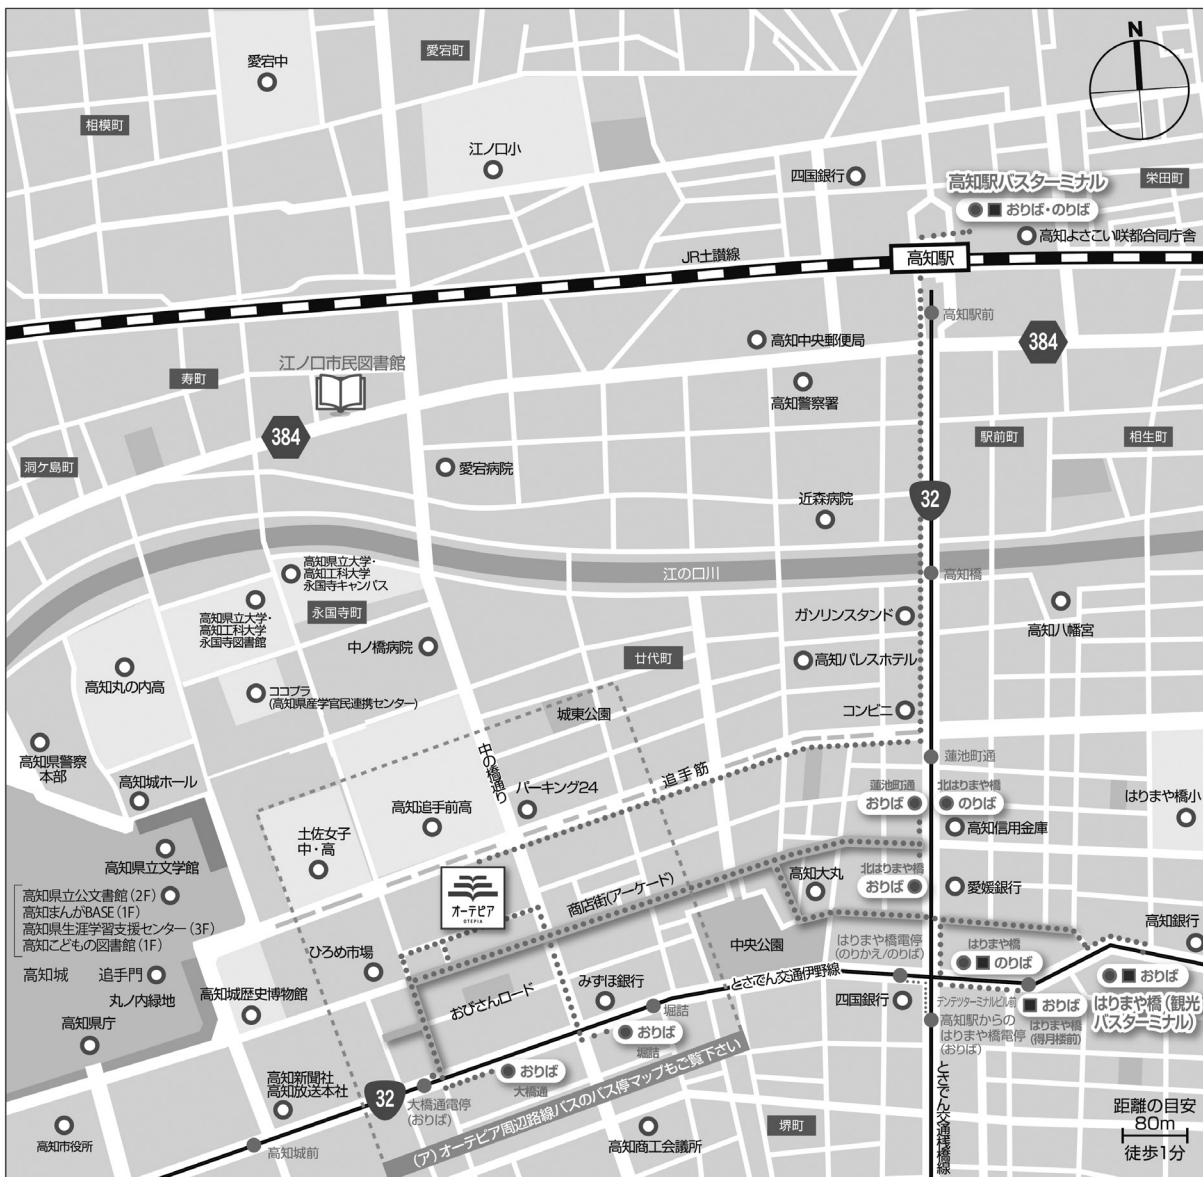 愛宕中
愛宕町
N
相模町
江ノ口小
四国銀行
高知駅バスターミナル
おりば・のりば
栄田町
高知よさこい咲都合同庁舎
JR土讃線
高知駅
高知駅前
384
高知中央郵便局
江ノ口市民図書館
寿町
384
高知警察署
駅前町
相生町
洞ケ島町
愛宕病院
近森病院
32
江の口川
高知橋
高知県立大学・
高知工科大学
永国寺キャンパス
高知県立大学・
高知工科大学
永国寺図書館
永国寺町
中ノ橋病院
ガソリンスタンド
高知八幡宮
廿代町
高知パレスホテル
高知丸の内高
ココプラ
(高知県産学官民連携センター)
城東公園
コンビニ
高知県警察
本部
中の橋通り
追手筋
蓮池町通
高知城ホール
パーキング24
蓮池町通
おりば
北はりまや橋
のりば
はりまや橋小
高知追手前高
高知信用金庫
土佐女子
中・高
高知県立文学館
オーテピア
OTEPIA
商店街(アーケード)
高知大丸
北はりまや橋
おりば
愛媛銀行
高知県立公文書館(2F)
高知まんがBASE(1F)
高知県生涯学習支援センター(3F)
高知こどもの図書館(1F)
高知銀行
ひろめ市場
中央公園
はりまや橋電停
(のりかえ/のりば)
はりまや橋
のりば
高知城
追手門
丸ノ内緑地
高知城歴史博物館
おびさんロード
みずほ銀行
とさでん交通伊野線
おりば
はりまや橋(観光
バスターミナル)
四国銀行
デンテツターミナルビル前
おりば
はりまや橋
(得月楼前)
高知駅からの
はりまや橋電停
(おりば)
高知県庁
堀詰
おりば
堀詰
おりば
大橋通
高知新聞社
高知放送本社
32
大橋通電停
(おりば)
(ア)オーテピア周辺路線バスのバス停マップもご覧下さい
とさでん交通桟橋線
距離の目安
80m
徒歩1分
高知市役所
高知城前
高知商工会議所
堺町